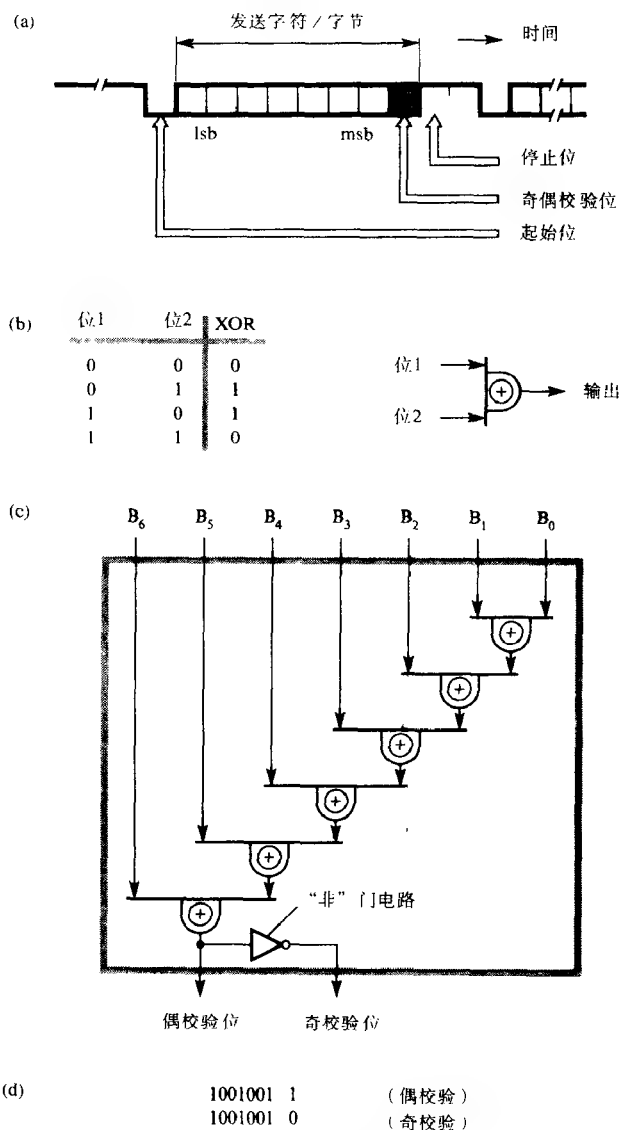 (a)
发送字符/字节
时间
lsb
msb
停止位
奇偶校验位
起始位
(b)
位1 位2 XOR
0 0 0
0 1 1
1 0 1
1 1 0
位1
位2
输出
(c)
B6 B5 B4 B3 B2 B1 B0
“非”门电路
偶校验位
奇校验位
(d)
1001001 1 (偶校验)
1001001 0 (奇校验)